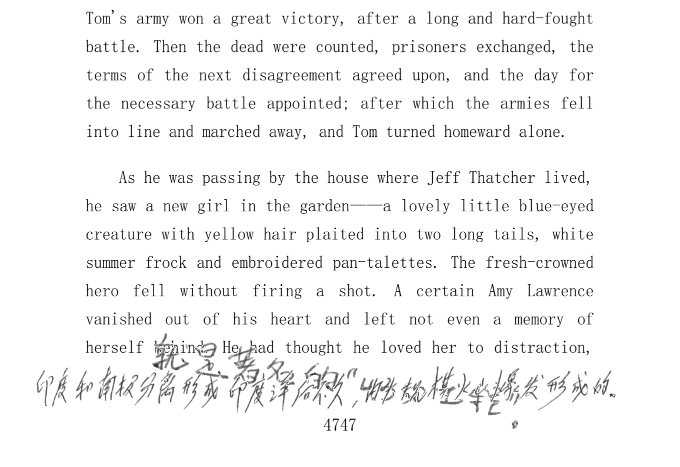 Tom's army won a great victory, after a long and hard-fought
battle. Then the dead were counted, prisoners exchanged, the
terms of the next disagreement agreed upon, and the day for
the necessary battle appointed; after which the armies fell
into line and marched away, and Tom turned homeward alone.
As he was passing by the house where Jeff Thatcher lived,
he saw a new girl in the garden——a lovely little blue-eyed
creature with yellow hair plaited into two long tails, white
summer frock and embroidered pan-talettes. The fresh-crowned
hero fell without firing a shot. A certain Amy Lawrence
vanished out of his heart and left not even a memory of
herself behind. He had thought he loved her to distraction,
就是著名的
印度和南极分离形成印度洋 爆发形成的。
4747